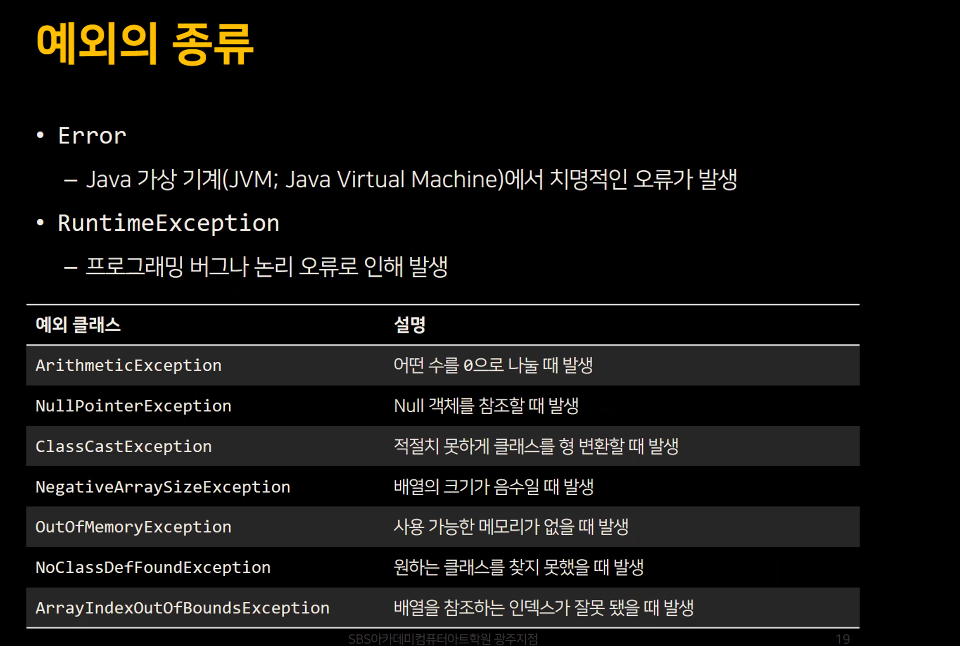 예외의 종류
• Error
– Java 가상 기계(JVM; Java Virtual Machine)에서 치명적인 오류가 발생
• RuntimeException
– 프로그래밍 버그나 논리 오류로 인해 발생
예외 클래스 설명
ArithmeticException 어떤 수를 0으로 나눌 때 발생
NullPointerException Null 객체를 참조할 때 발생
ClassCastException 적절치 못하게 클래스를 형 변환할 때 발생
NegativeArraySizeException 배열의 크기가 음수일 때 발생
OutOfMemoryException 사용 가능한 메모리가 없을 때 발생
NoClassDefFoundException 원하는 클래스를 찾지 못했을 때 발생
ArrayIndexOutOfBoundsException 배열을 참조하는 인덱스가 잘못 됐을 때 발생
SBS아카데미컴퓨터아트학원 광주지점 19